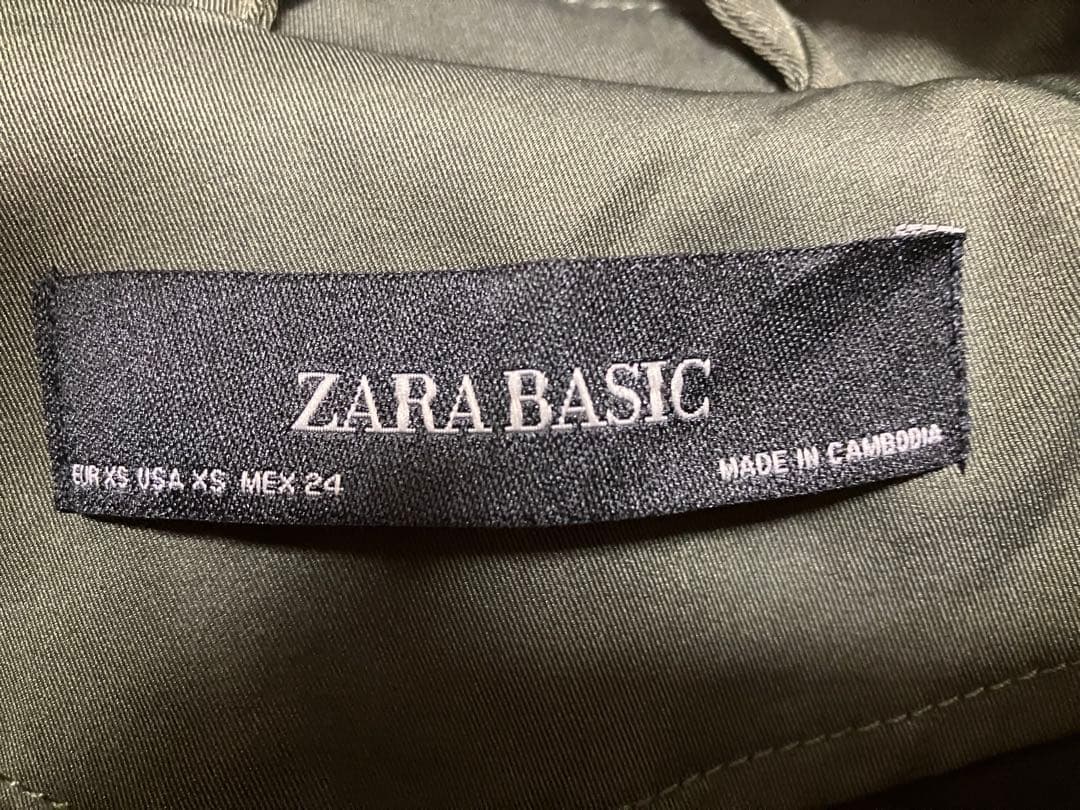 ZARA BASIC
EUR XS USA XS MEX 24
MADE IN CAMBODIA